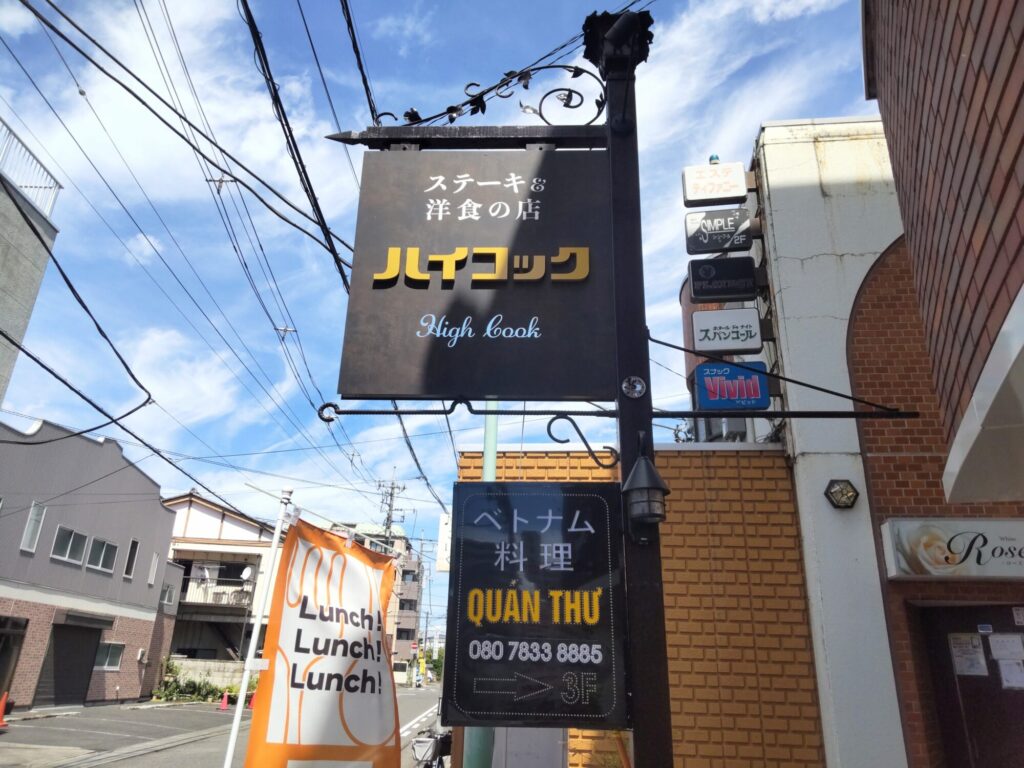 ステーキ&
洋食の店
ハイコック
High Cook
エステ
ティファニー
SIMPLE
2F
スパンコール
スナック
Vivid
ベトナム
料理
QUÁN THƯ
080 7833 8885
3F
Lunch!
Lunch!
Lunch!
White
Rose